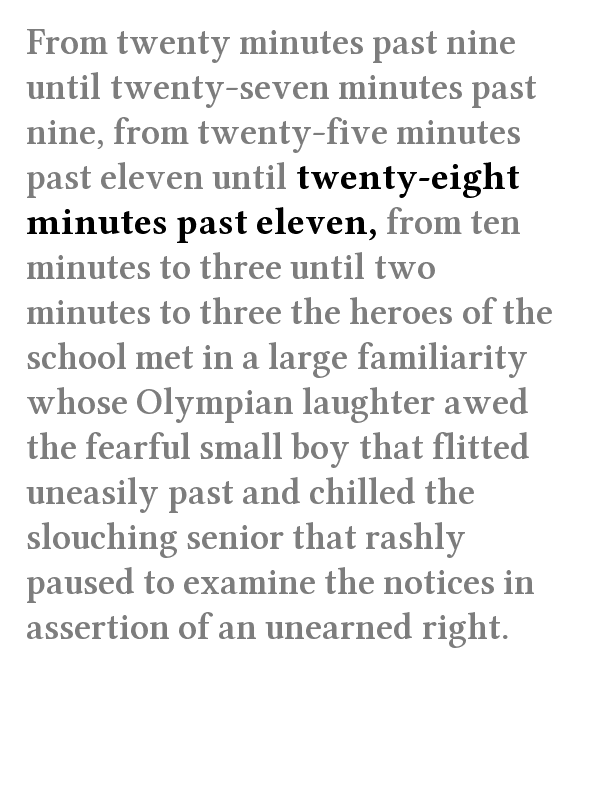 From twenty minutes past nine
until twenty-seven minutes past
nine, from twenty-five minutes
past eleven until twenty-eight
minutes past eleven, from ten
minutes to three until two
minutes to three the heroes of the
school met in a large familiarity
whose Olympian laughter awed
the fearful small boy that flitted
uneasily past and chilled the
slouching senior that rashly
paused to examine the notices in
assertion of an unearned right.